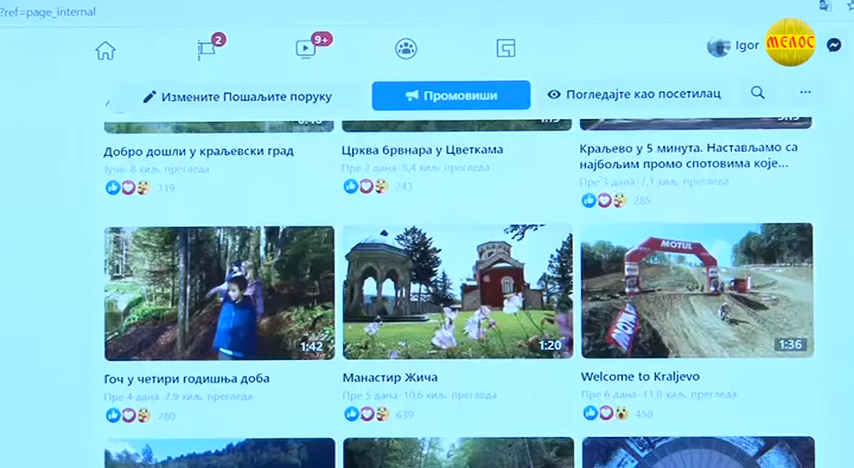 ?ref=page_internal
2
9+
Igor
МЕЛОС
Измените Пошаљите поруку
Промовиши
Погледајте као посетилац
Добро дошли у краљевски град
Јуче · 8 хиљ. прегледа
319
Црква брвнара у Цветкама
Пре 2 дана · 8,4 хиљ. прегледа
243
Краљево у 5 минута. Настављамо са
најбољим промо спотовима које...
Пре 3 дана · 7,1 хиљ. прегледа
285
1:42
Гоч у четири годишња доба
Пре 4 дана · 7,9 хиљ. прегледа
280
1:20
Манастир Жича
Пре 5 дана · 10,6 хиљ. прегледа
639
MOTUL
MOTUL
1:36
Welcome to Kraljevo
Пре 6 дана · 11,8 хиљ. прегледа
458